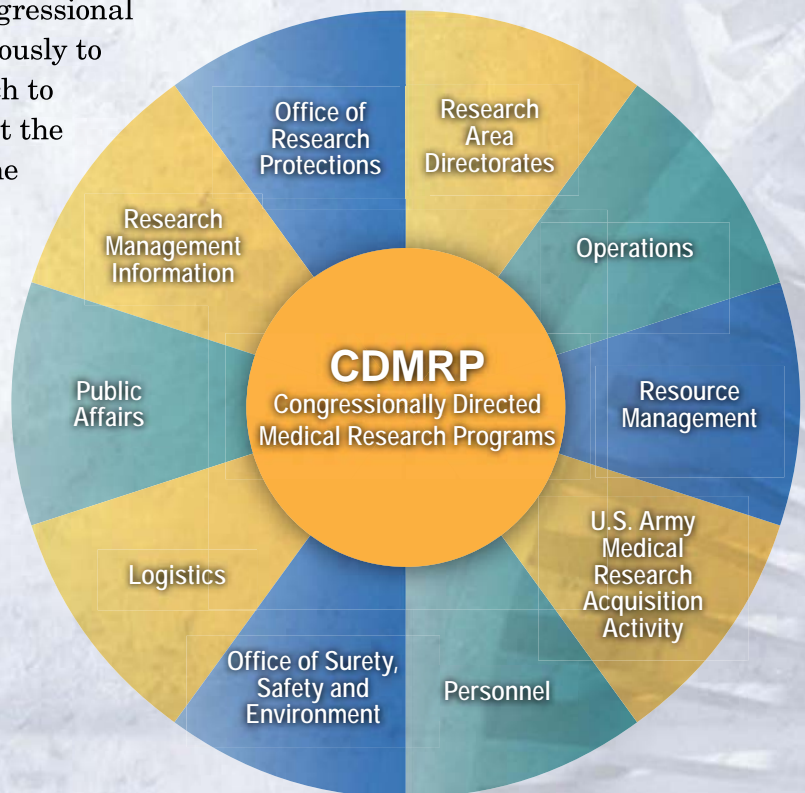 gressional
ously to
h to
t the
Office of
Research
Protections
Research
Area
Directorates
Operations
Resource
Management
U.S. Army
Medical
Research
Acquisition
Activity
Personnel
Office of Surety,
Safety and
Environment
Logistics
Public
Affairs
Research
Management
Information
CDMRP
Congressionally Directed
Medical Research Programs